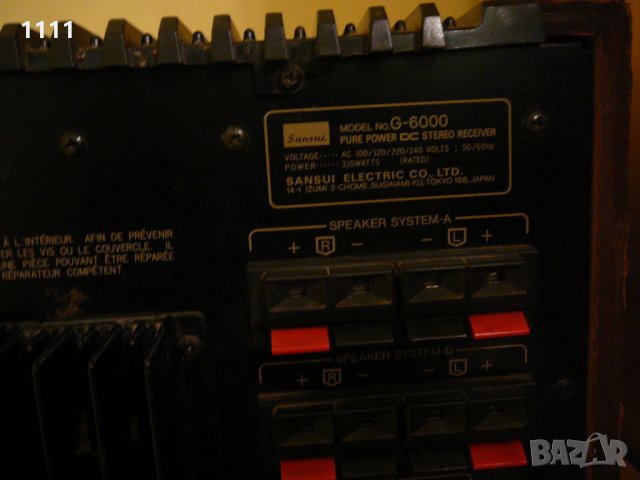 1111
Sansui
MODEL No. G-6000
PURE POWER DC STEREO RECEIVER
VOLTAGE····· AC 100/120/220/240 VOLTS ; 50/60Hz
POWER······ 310WATTS (RATED)
SANSUI ELECTRIC CO., LTD.
14-1 IZUMI 2-CHOME, SUGINAMI-KU, TOKYO 168, JAPAN
À L'INTÉRIEUR. AFIN DE PRÉVENIR
ER LES VIS OU LE COUVERCLE. IL
UNE PIÈCE POUVANT ÊTRE RÉPARÉE
RÉPARATEUR COMPÉTENT.
SPEAKER SYSTEM-A
+ R − − L +
SPEAKER SYSTEM-B
+ R − − L +
BAZAR
bg